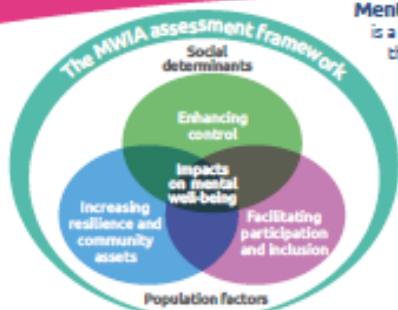 Ment
is a
th
The MWIA assessment framework
Social
determinants
Enhancing
control
Impacts
on mental
well-being
Increasing
resilience and
community
assets
Facilitating
participation
and inclusion
Population factors